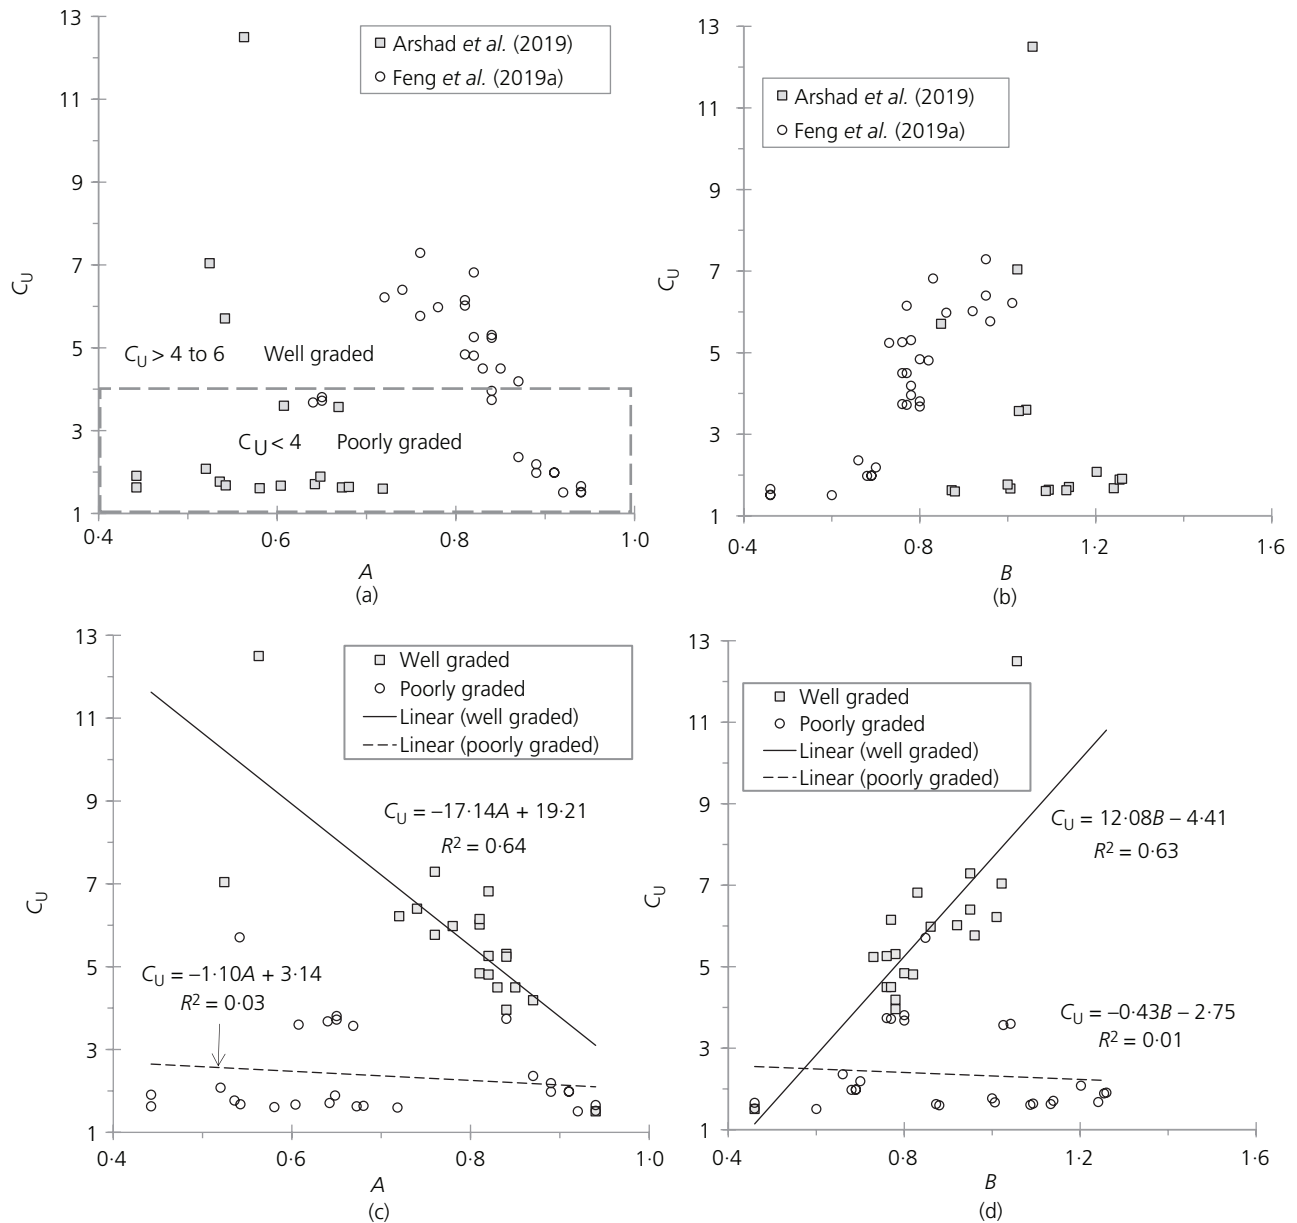 13
11
9
7
5
3
1
C_U
Arshad et al. (2019)
Feng et al. (2019a)
C_U > 4 to 6 Well graded
C_U < 4 Poorly graded
0·4 0·6 0·8 1·0
A
(a)
13
11
9
7
5
3
1
C_U
Arshad et al. (2019)
Feng et al. (2019a)
0·4 0·8 1·2 1·6
B
(b)
13
11
9
7
5
3
1
C_U
Well graded
Poorly graded
Linear (well graded)
Linear (poorly graded)
C_U = –17·14A + 19·21
R² = 0·64
C_U = –1·10A + 3·14
R² = 0·03
0·4 0·6 0·8 1·0
A
(c)
13
11
9
7
5
3
1
C_U
Well graded
Poorly graded
Linear (well graded)
Linear (poorly graded)
C_U = 12·08B – 4·41
R² = 0·63
C_U = –0·43B – 2·75
R² = 0·01
0·4 0·8 1·2 1·6
B
(d)